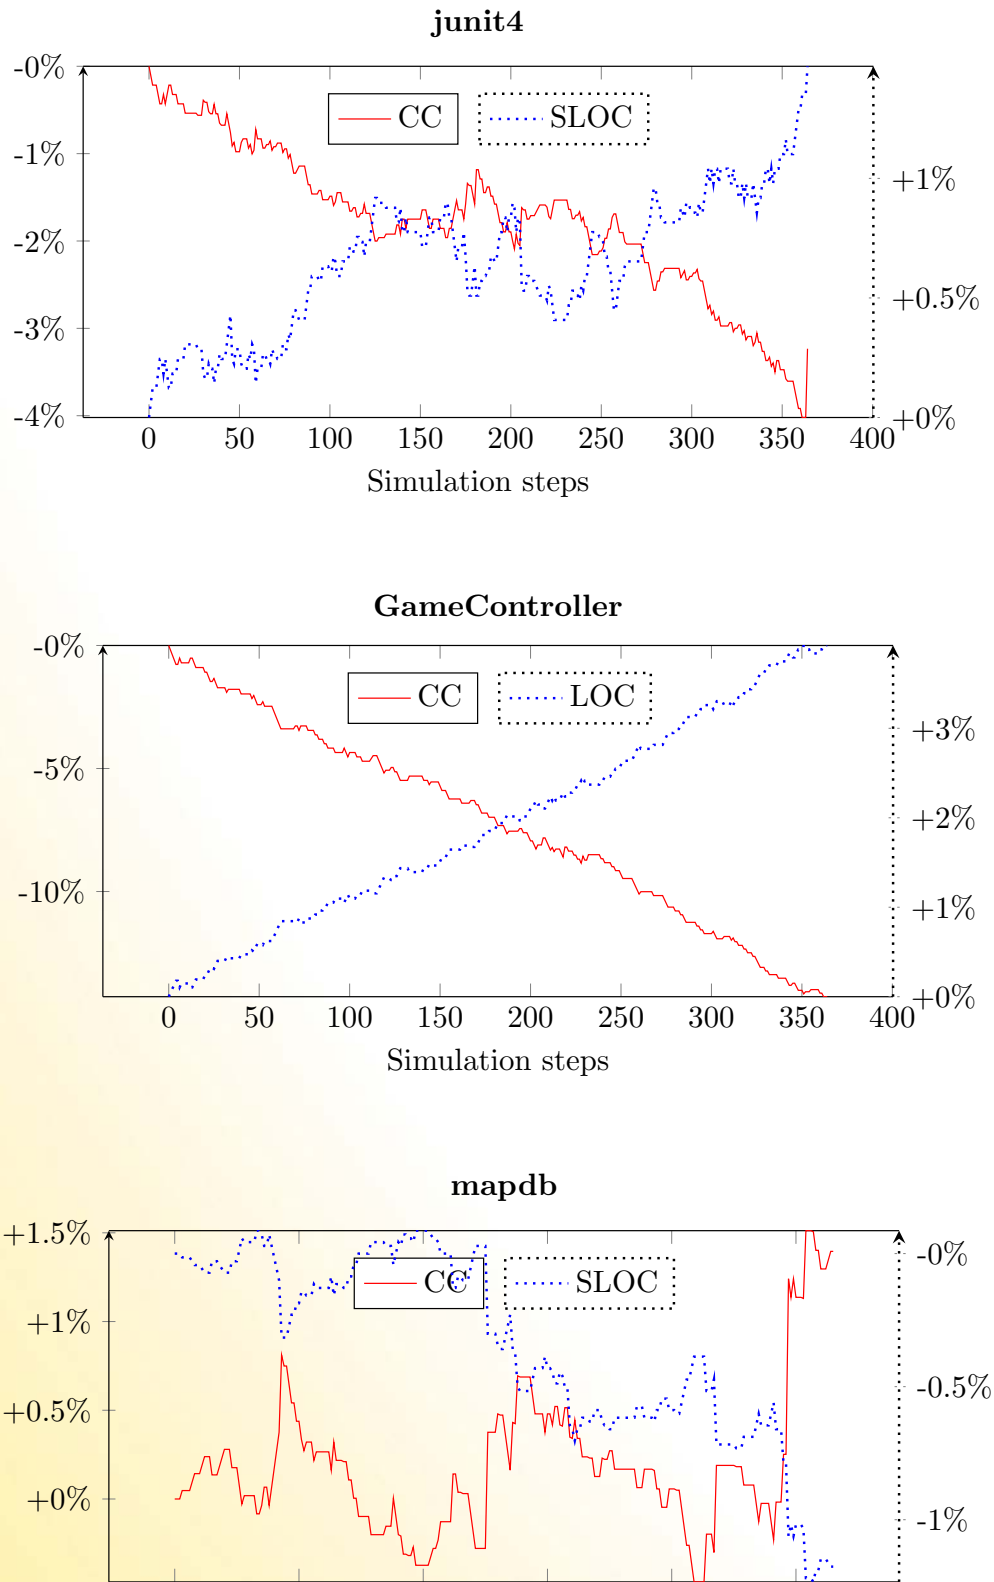 junit4
-0%
-1%
-2%
-3%
-4%
CC
SLOC
+1%
+0.5%
+0%
0 50 100 150 200 250 300 350 400
Simulation steps
GameController
-0%
-5%
-10%
CC
LOC
+3%
+2%
+1%
+0%
0 50 100 150 200 250 300 350 400
Simulation steps
mapdb
+1.5%
+1%
+0.5%
+0%
CC
SLOC
-0%
-0.5%
-1%